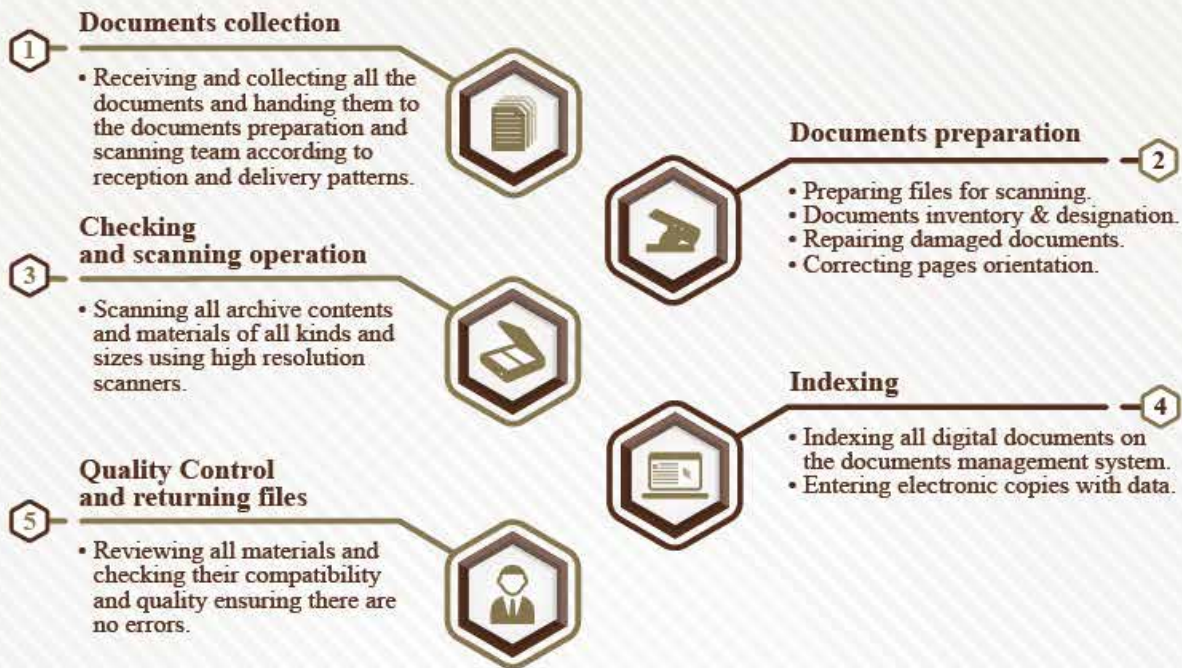 Documents collection
1
• Receiving and collecting all the
documents and handing them to
the documents preparation and
scanning team according to
reception and delivery patterns.
Documents preparation
2
• Preparing files for scanning.
• Documents inventory & designation.
• Repairing damaged documents.
• Correcting pages orientation.
Checking
and scanning operation
3
• Scanning all archive contents
and materials of all kinds and
sizes using high resolution
scanners.
Indexing
4
• Indexing all digital documents on
the documents management system.
• Entering electronic copies with data.
Quality Control
and returning files
5
• Reviewing all materials and
checking their compatibility
and quality ensuring there are
no errors.